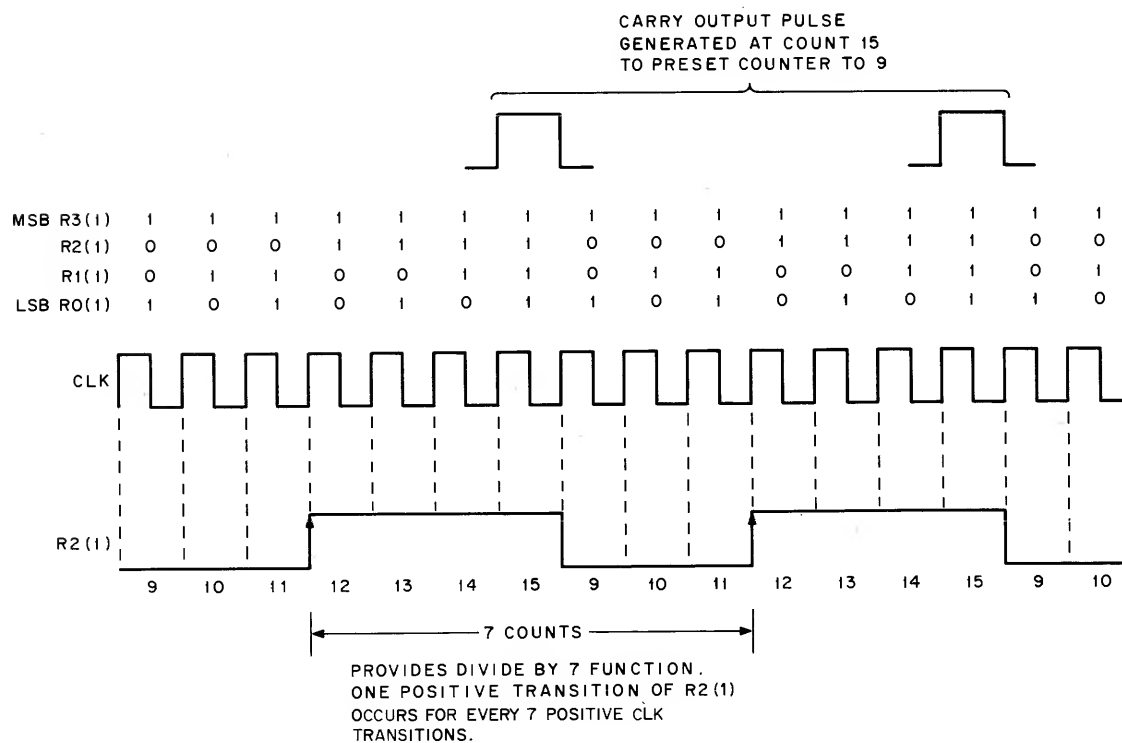 CARRY OUTPUT PULSE
GENERATED AT COUNT 15
TO PRESET COUNTER TO 9
MSB R3(1) 1 1 1 1 1 1 1 1 1 1 1 1 1 1 1 1
R2(1) 0 0 0 1 1 1 1 0 0 0 1 1 1 1 0 0
R1(1) 0 1 1 0 0 1 1 0 1 1 0 0 1 1 0 1
LSB R0(1) 1 0 1 0 1 0 1 1 0 1 0 1 0 1 1 0
CLK
R2(1)
9 10 11 12 13 14 15 9 10 11 12 13 14 15 9 10
7 COUNTS
PROVIDES DIVIDE BY 7 FUNCTION.
ONE POSITIVE TRANSITION OF R2(1)
OCCURS FOR EVERY 7 POSITIVE CLK
TRANSITIONS.